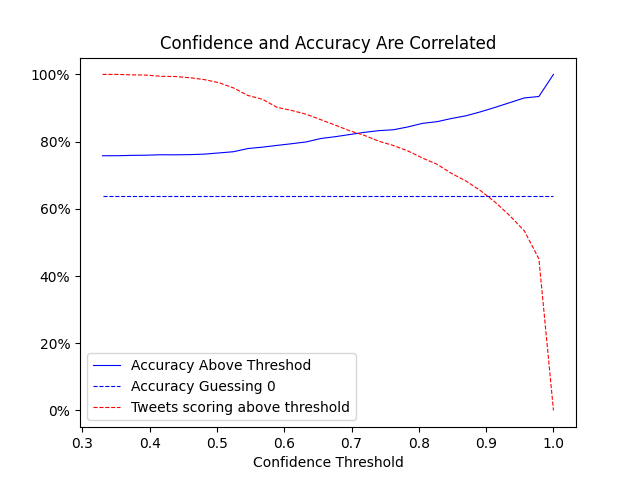 Confidence and Accuracy Are Correlated
100%
80%
60%
40%
20%
0%
Accuracy Above Threshod
Accuracy Guessing 0
Tweets scoring above threshold
0.3 0.4 0.5 0.6 0.7 0.8 0.9 1.0
Confidence Threshold